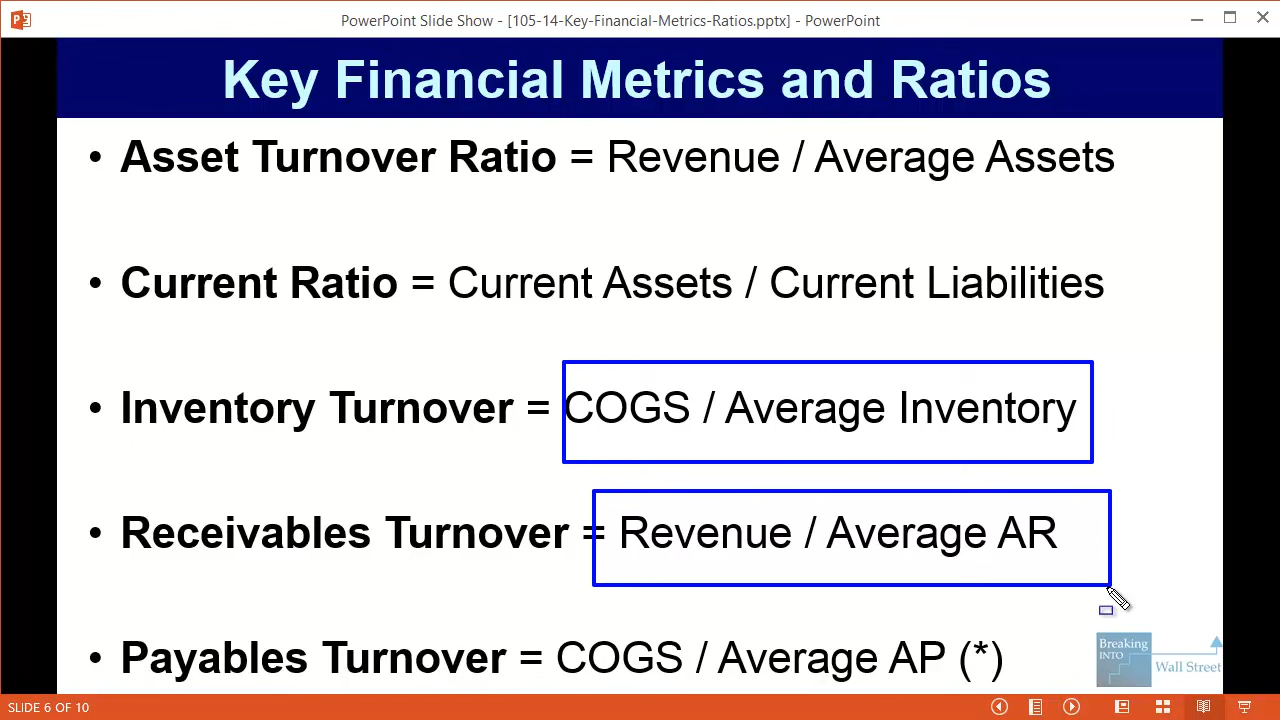 PowerPoint Slide Show - [105-14-Key-Financial-Metrics-Ratios.pptx] - PowerPoint
Key Financial Metrics and Ratios
• Asset Turnover Ratio = Revenue / Average Assets
• Current Ratio = Current Assets / Current Liabilities
• Inventory Turnover = COGS / Average Inventory
• Receivables Turnover = Revenue / Average AR
• Payables Turnover = COGS / Average AP (*)
Breaking
INTO
Wall Street
SLIDE 6 OF 10